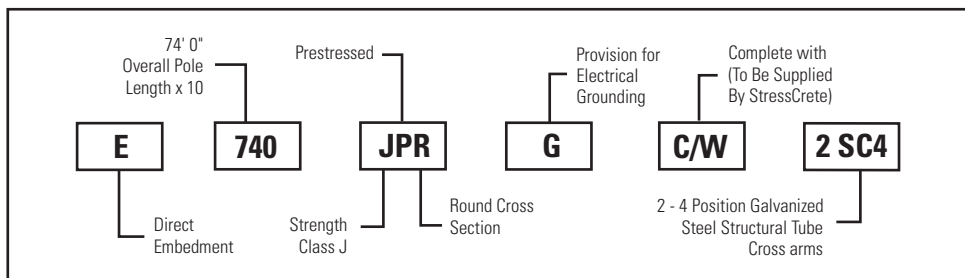 74' 0"
Overall Pole
Length x 10
Prestressed
Provision for
Electrical
Grounding
Complete with
(To Be Supplied
By StressCrete)
E
740
JPR
G
C/W
2 SC4
Direct
Embedment
Strength
Class J
Round Cross
Section
2 - 4 Position Galvanized
Steel Structural Tube
Cross arms